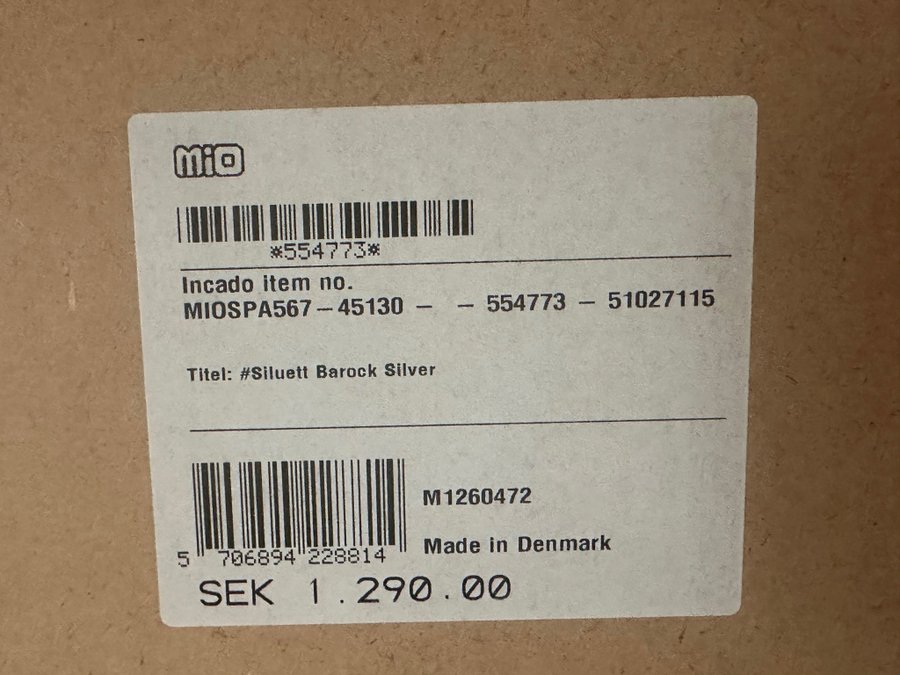 mio
*554773*
Incado item no.
MIOSPA567-45130 - - 554773 - 51027115
Titel: #Siluett Barock Silver
M1260472
5 706894 228814
Made in Denmark
SEK 1.290.00